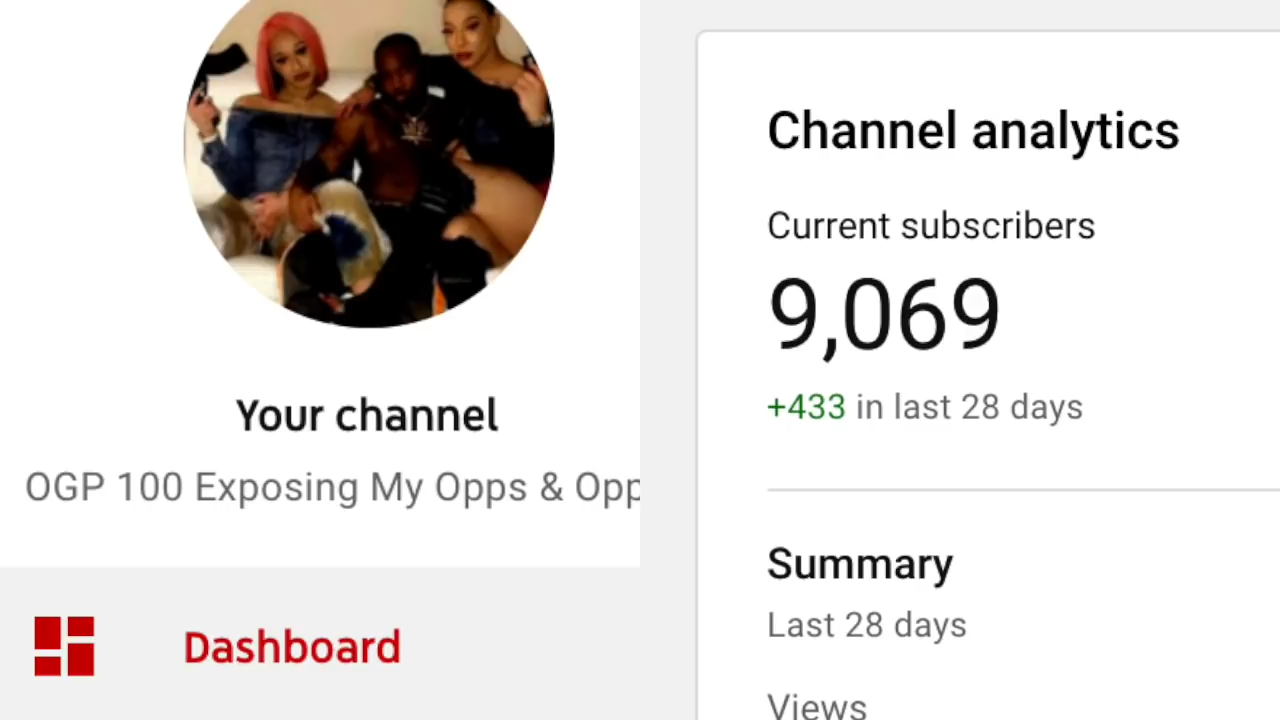 Your channel
OGP 100 Exposing My Opps & Opp
Dashboard
Channel analytics
Current subscribers
9,069
+433 in last 28 days
Summary
Last 28 days
Views